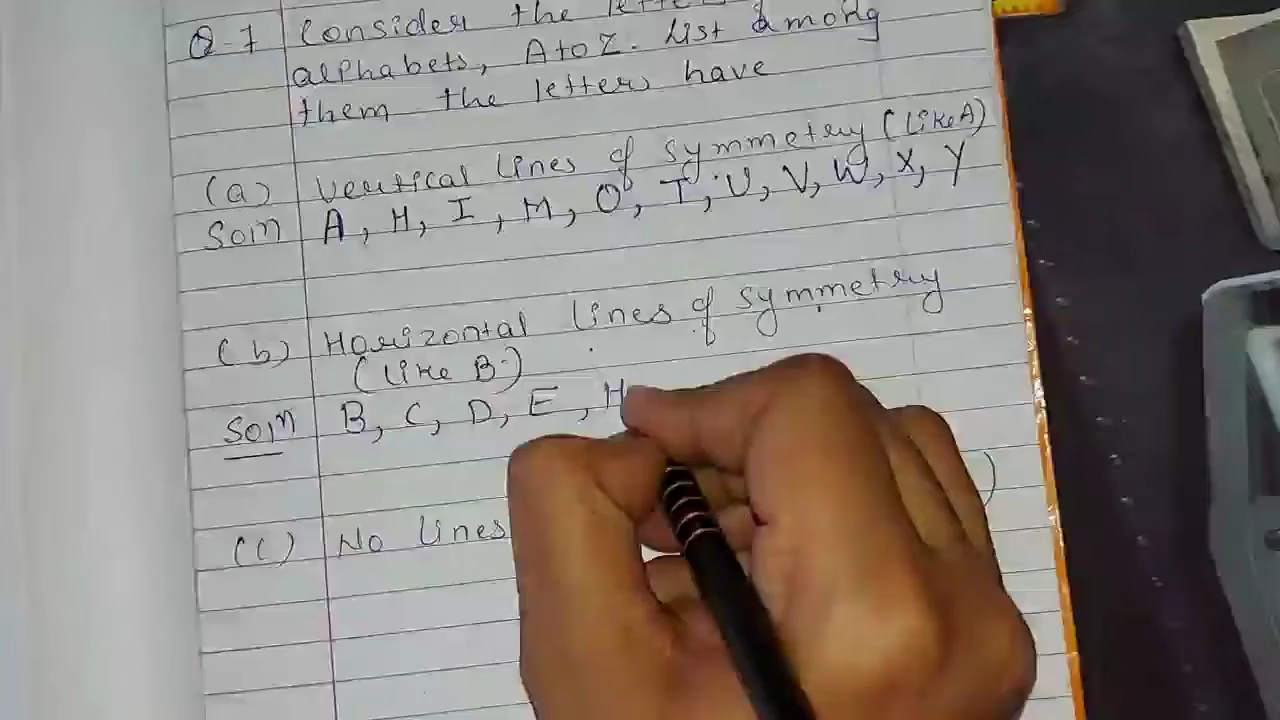 Q-7 Consider the
alphabets, A to Z. List among
them the letters have
(a) Vertical lines of symmetry (like A)
Soln A, H, I, M, O, T, U, V, W, X, Y
(b) Horizontal lines of symmetry
(like B)
Soln B, C, D, E, H
(c) No lines )